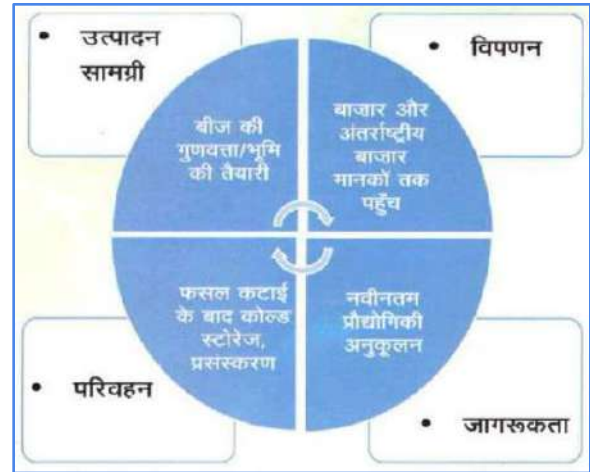 • उत्पादन
सामग्री
• विपणन
बीज की
गुणवत्ता/भूमि
की तैयारी
बाजार और
अंतर्राष्ट्रीय
बाजार
मानकों तक
पहुँच
फसल कटाई
के बाद कोल्ड
स्टोरेज,
प्रसंस्करण
नवीनतम
प्रौद्योगिकी
अनुकूलन
• परिवहन
• जागरूकता